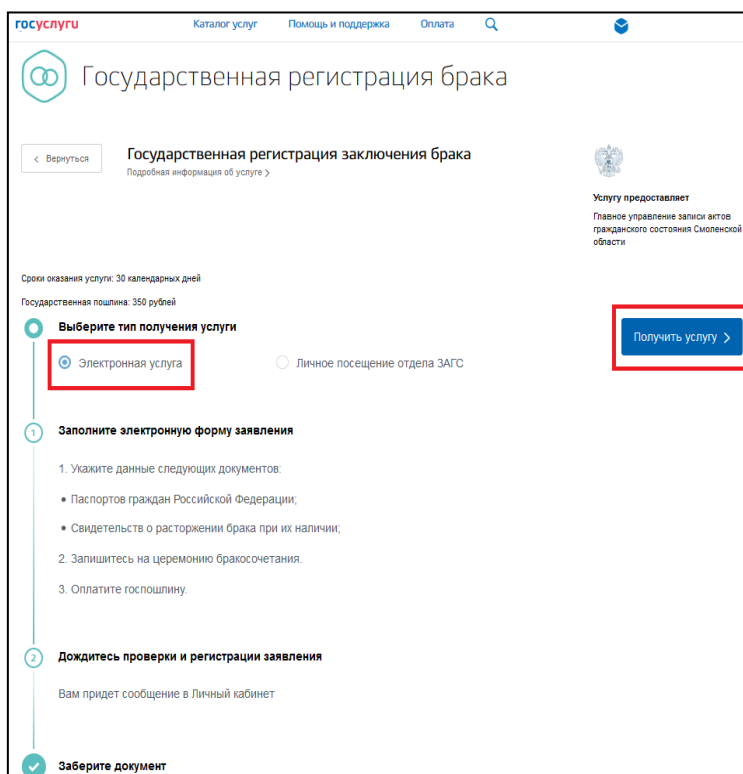 госуслуги
Каталог услуг Помощь и поддержка Оплата
Государственная регистрация брака
Вернуться
Государственная регистрация заключения брака
Подробная информация об услуге >
Услугу предоставляет
Главное управление записи актов
гражданского состояния Смоленской
области
Сроки оказания услуги: 30 календарных дней
Государственная пошлина: 350 рублей
Выберите тип получения услуги
Получить услугу >
Электронная услуга Личное посещение отдела ЗАГС
1 Заполните электронную форму заявления
1. Укажите данные следующих документов:
• Паспортов граждан Российской Федерации;
• Свидетельств о расторжении брака при их наличии;
2. Запишитесь на церемонию бракосочетания.
3. Оплатите госпошлину.
2 Дождитесь проверки и регистрации заявления
Вам придет сообщение в Личный кабинет
Заберите документ